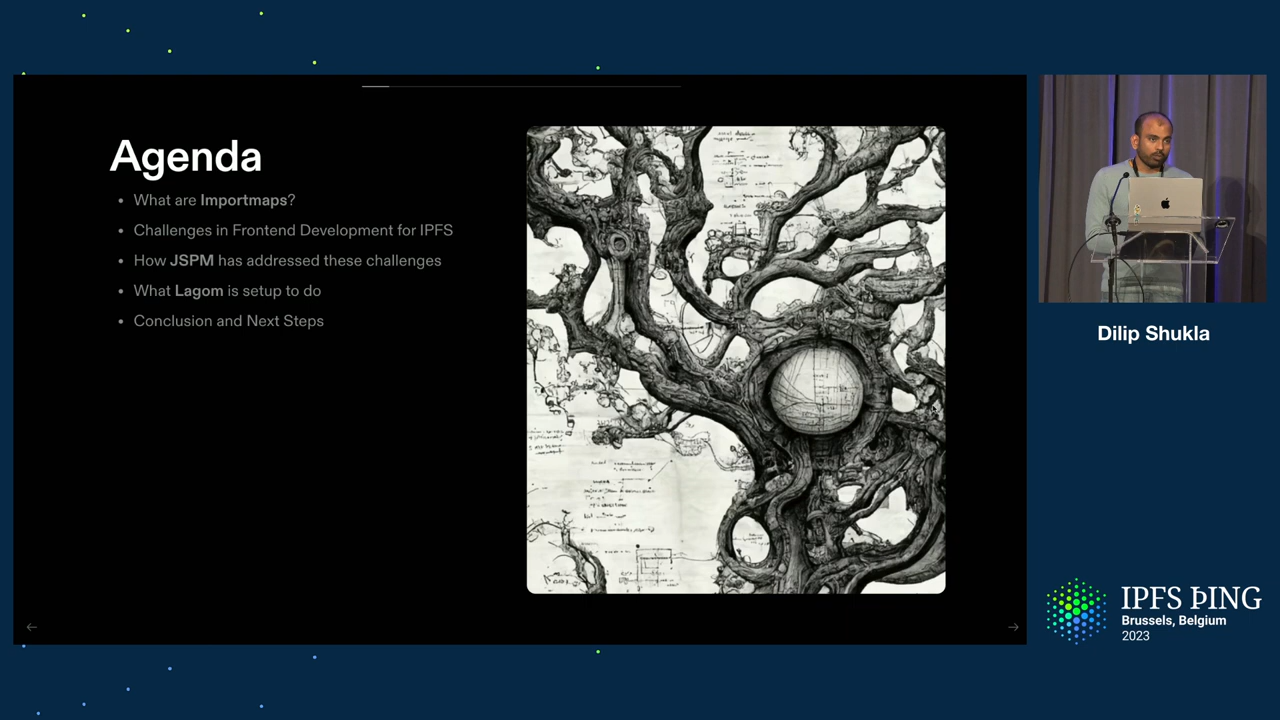 Agenda
• What are Importmaps?
• Challenges in Frontend Development for IPFS
• How JSPM has addressed these challenges
• What Lagom is setup to do
• Conclusion and Next Steps
Dilip Shukla
IPFS ÞING
Brussels, Belgium
2023